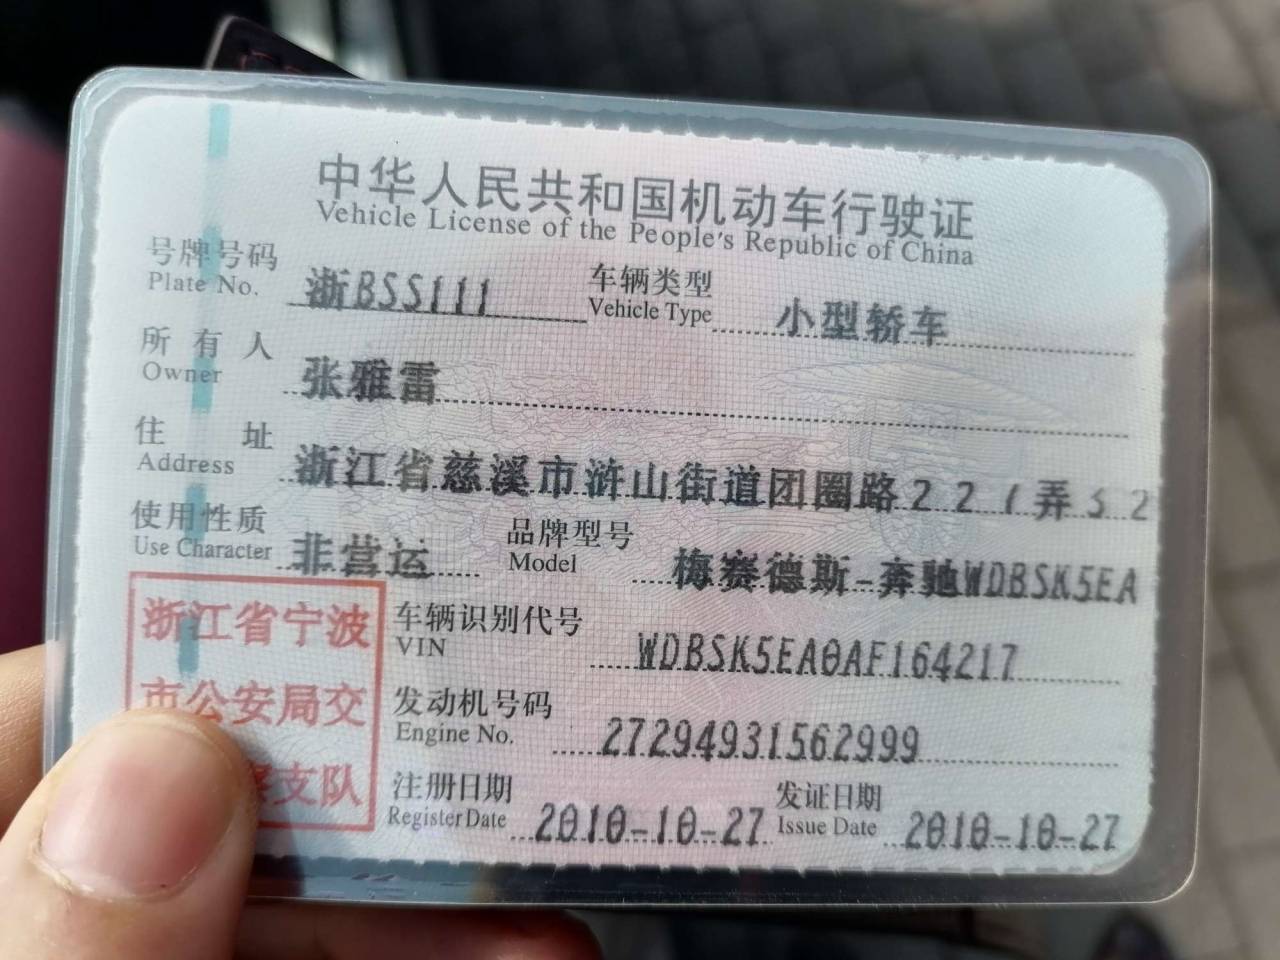 中华人民共和国机动车行驶证
Vehicle License of the People's Republic of China
号牌号码 浙BSS111 车辆类型 小型轿车
Plate No. Vehicle Type
所有人 张雅雷
Owner
住址 浙江省慈溪市浒山街道团圈路227弄32
Address
使用性质 非营运 品牌型号 梅赛德斯-奔驰WDBSK5EA
Use Character Model
车辆识别代号 WDBSK5EA0AF164217
VIN
发动机号码 27294931562999
Engine No.
注册日期 2010-10-27 发证日期 2010-10-27
Register Date Issue Date
浙江省宁波
市公安局交
支队